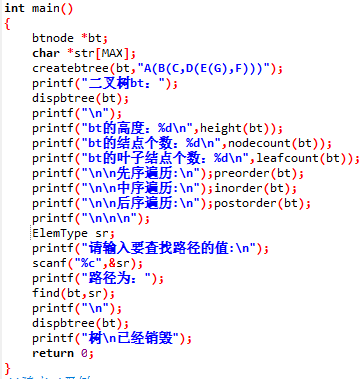 int main()
{
btnode *bt;
char *str[MAX];
createbtree(bt,"A(B(C,D(E(G),F)))");
printf("二叉树bt：");
dispbtree(bt);
printf("\n");
printf("bt的高度：%d\n",height(bt));
printf("bt的结点个数：%d\n",nodecount(bt));
printf("bt的叶子结点个数：%d\n",leafcount(bt));
printf("\n\n先序遍历:\n");preorder(bt);
printf("\n\n中序遍历:\n");inorder(bt);
printf("\n\n后序遍历:\n");postorder(bt);
printf("\n\n\n");
ElemType sr;
printf("请输入要查找路径的值:\n");
scanf("%c",&sr);
printf("路径为：");
find(bt,sr);
printf("\n");
dispbtree(bt);
printf("树\n已经销毁");
return 0;
}